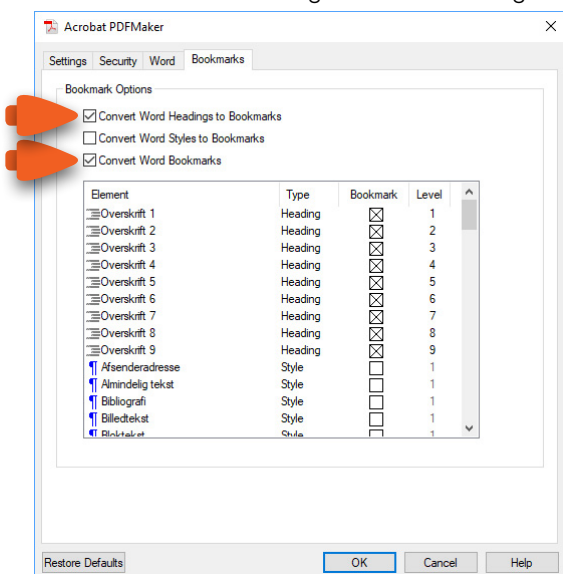 Acrobat PDFMaker
Settings Security Word Bookmarks
Bookmark Options
Convert Word Headings to Bookmarks
Convert Word Styles to Bookmarks
Convert Word Bookmarks
Element Type Bookmark Level
Overskrift 1 Heading 1
Overskrift 2 Heading 2
Overskrift 3 Heading 3
Overskrift 4 Heading 4
Overskrift 5 Heading 5
Overskrift 6 Heading 6
Overskrift 7 Heading 7
Overskrift 8 Heading 8
Overskrift 9 Heading 9
Afsenderadresse Style 1
Almindelig tekst Style 1
Bibliografi Style 1
Billedtekst Style 1
Bloktekst Style 1
Restore Defaults OK Cancel Help